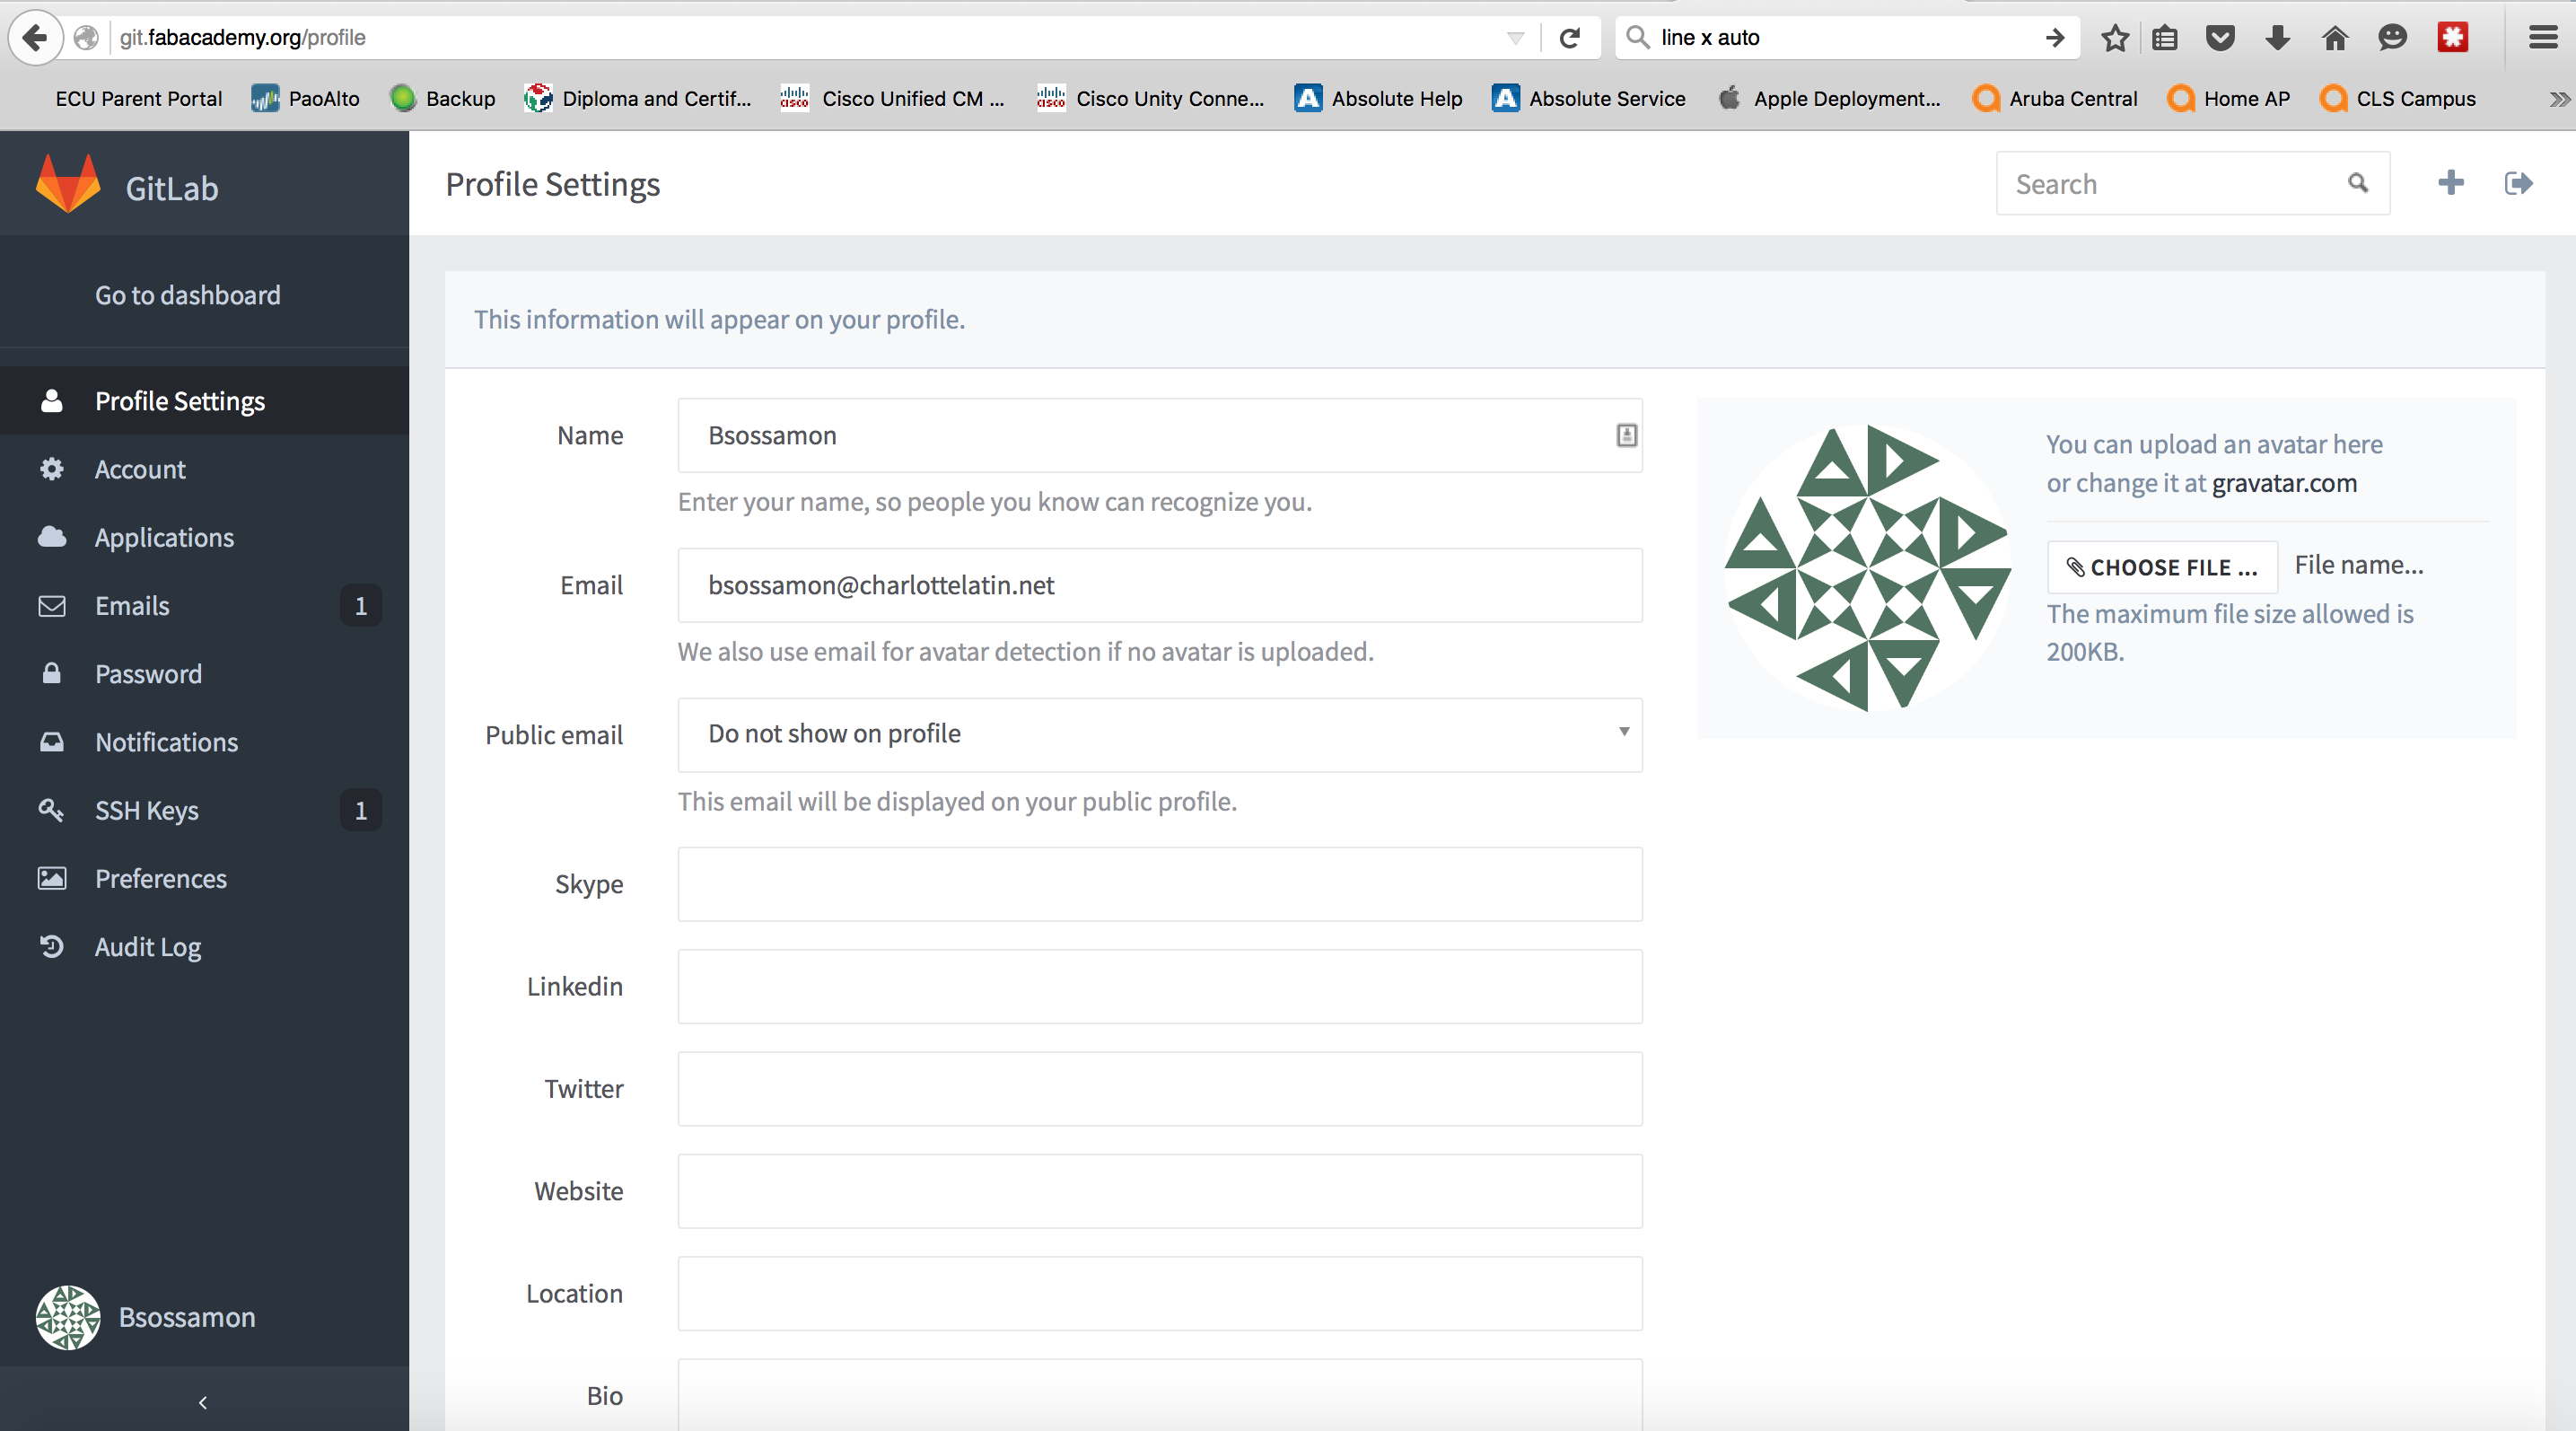 git.fabacademy.org/profile
line x auto
ECU Parent Portal PaoAlto Backup Diploma and Certif... Cisco Unified CM ... Cisco Unity Conne... Absolute Help Absolute Service Apple Deployment... Aruba Central Home AP CLS Campus
GitLab
Profile Settings
Search
Go to dashboard
Profile Settings
Account
Applications
Emails 1
Password
Notifications
SSH Keys 1
Preferences
Audit Log
Bsossamon
This information will appear on your profile.
Name Bsossamon
Enter your name, so people you know can recognize you.
Email bsossamon@charlottelatin.net
We also use email for avatar detection if no avatar is uploaded.
Public email Do not show on profile
This email will be displayed on your public profile.
Skype
Linkedin
Twitter
Website
Location
Bio
You can upload an avatar here
or change it at gravatar.com
CHOOSE FILE ... File name...
The maximum file size allowed is
200KB.